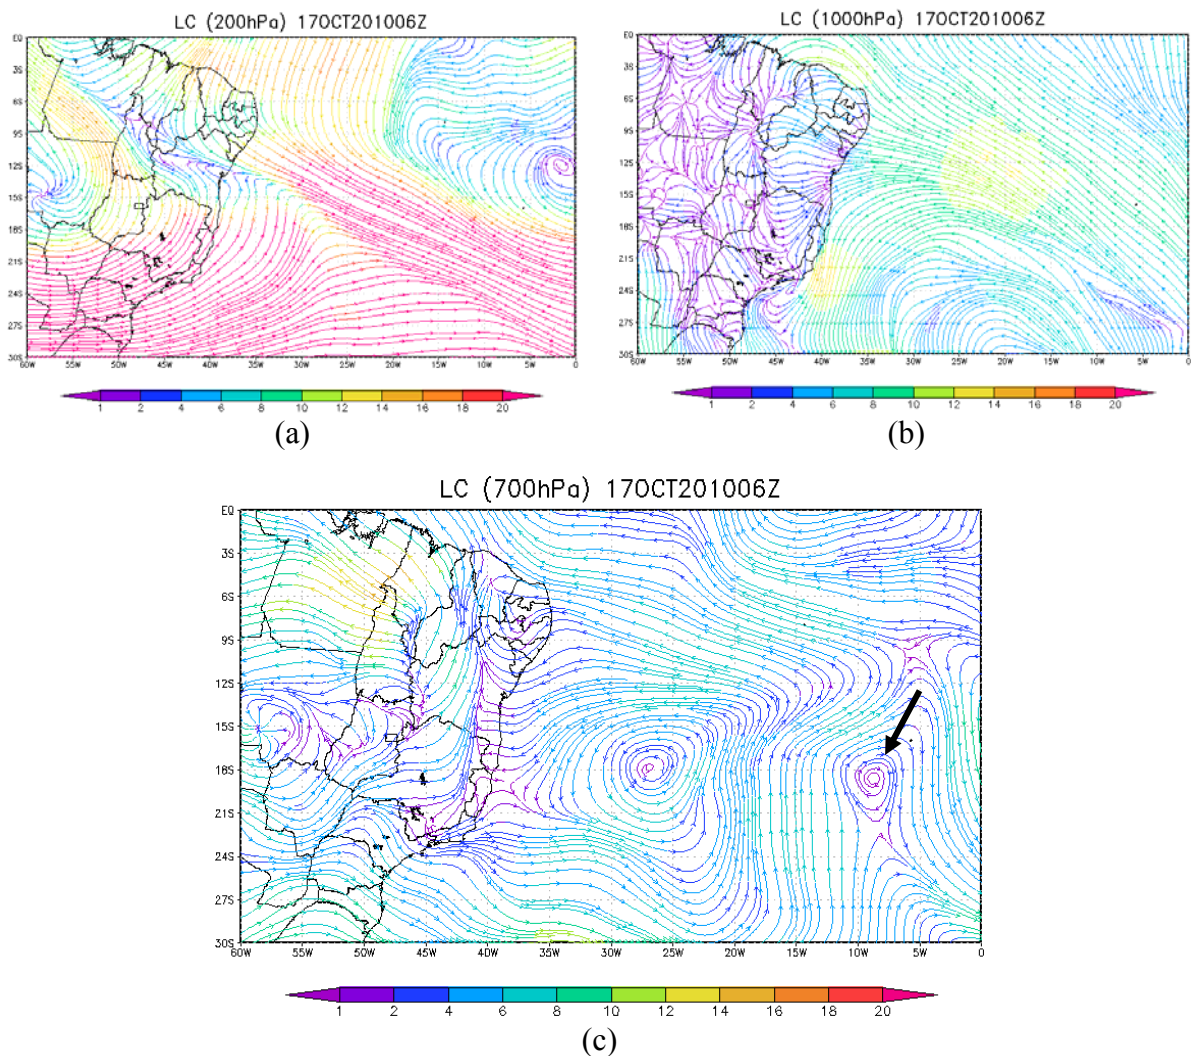 LC (200hPa) 17OCT201006Z
EQ
3S
6S
9S
12S
15S
18S
21S
24S
27S
30S
60W 55W 50W 45W 40W 35W 30W 25W 20W 15W 10W 5W 0
1 2 4 6 8 10 12 14 16 18 20
(a)
LC (1000hPa) 17OCT201006Z
EQ
3S
6S
9S
12S
15S
18S
21S
24S
27S
30S
60W 55W 50W 45W 40W 35W 30W 25W 20W 15W 10W 5W 0
1 2 4 6 8 10 12 14 16 18 20
(b)
LC (700hPa) 17OCT201006Z
EQ
3S
6S
9S
12S
15S
18S
21S
24S
27S
30S
60W 55W 50W 45W 40W 35W 30W 25W 20W 15W 10W 5W 0
1 2 4 6 8 10 12 14 16 18 20
(c)